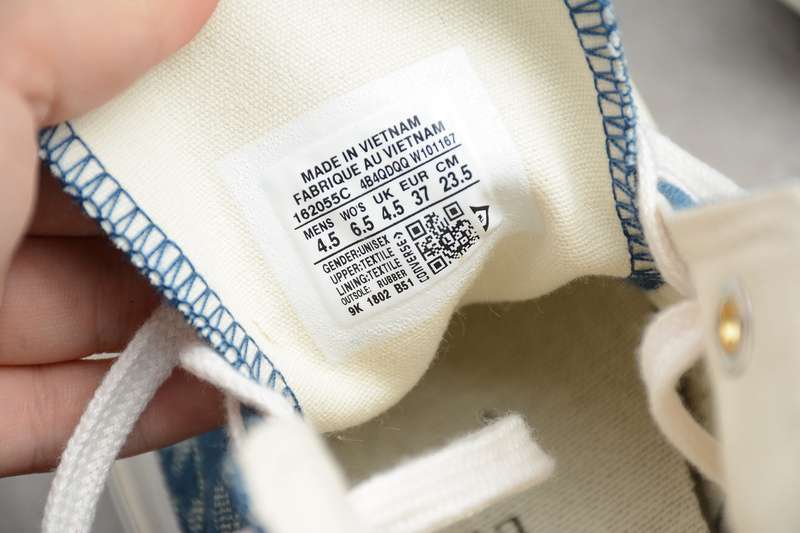 MADE IN VIETNAM
FABRIQUE AU VIETNAM
162055C 4B4QDQQ W101167
MENS WO'S UK EUR CM
4.5 6.5 4.5 37 23.5
GENDER:UNISEX
UPPER:TEXTILE
LINING:TEXTILE
OUTSOLE: RUBBER
9K 1802 B51
CONVERSE®